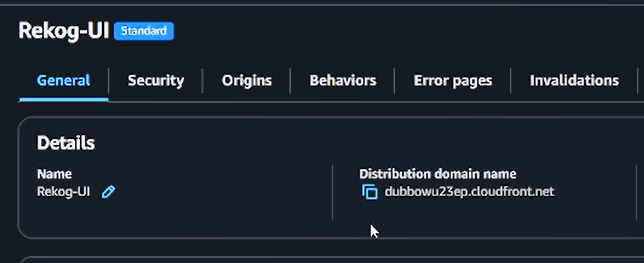 Rekog-UI Standard
General Security Origins Behaviors Error pages Invalidations
Details
Name
Rekog-UI
Distribution domain name
dubbowu23ep.cloudfront.net